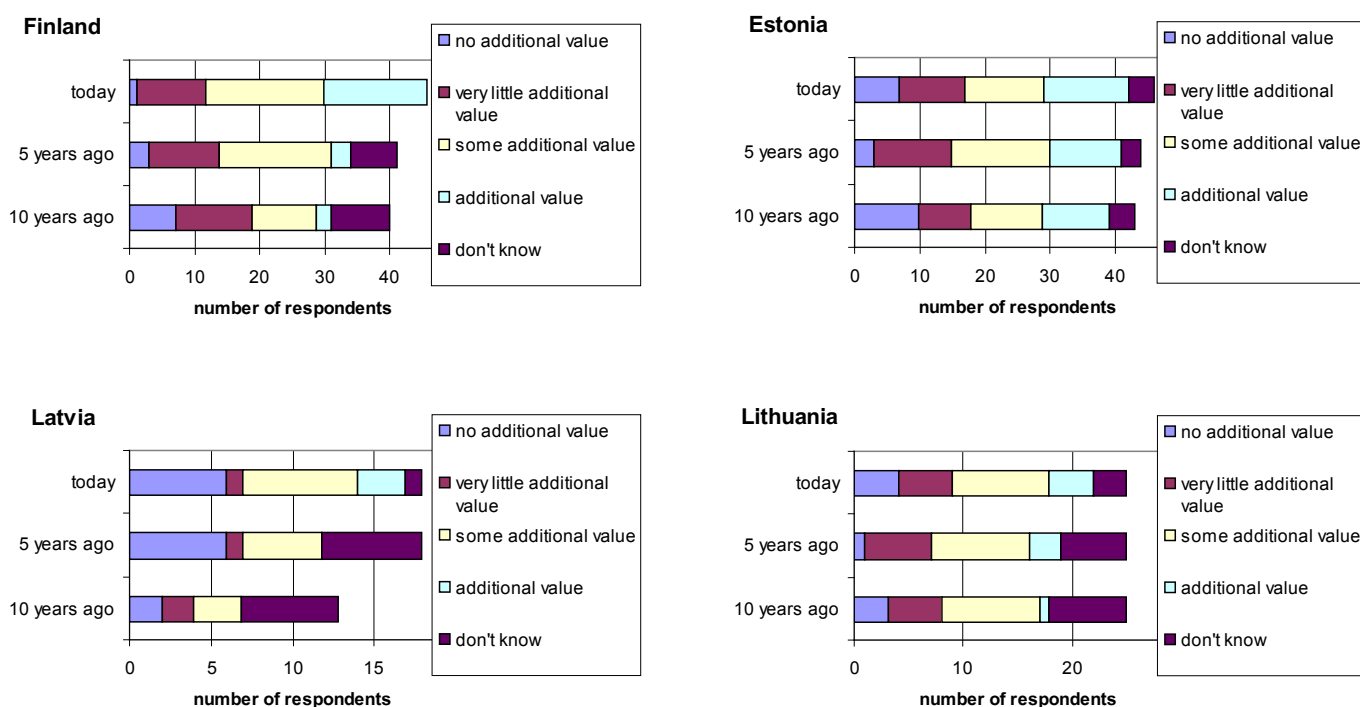 Finland
today
5 years ago
10 years ago
0 10 20 30 40
number of respondents
no additional value
very little additional
value
some additional value
additional value
don't know
Estonia
today
5 years ago
10 years ago
0 10 20 30 40
number of respondents
no additional value
very little additional
value
some additional value
additional value
don't know
Latvia
today
5 years ago
10 years ago
0 5 10 15
number of respondents
no additional value
very little additional
value
some additional value
additional value
don't know
Lithuania
today
5 years ago
10 years ago
0 10 20
number of respondents
no additional value
very little additional
value
some additional value
additional value
don't know